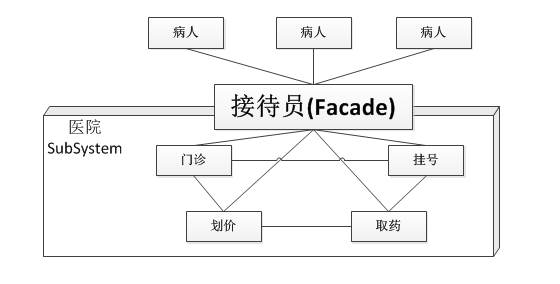 病人
病人
病人
接待员(Facade)
医院
SubSystem
门诊
挂号
划价
取药